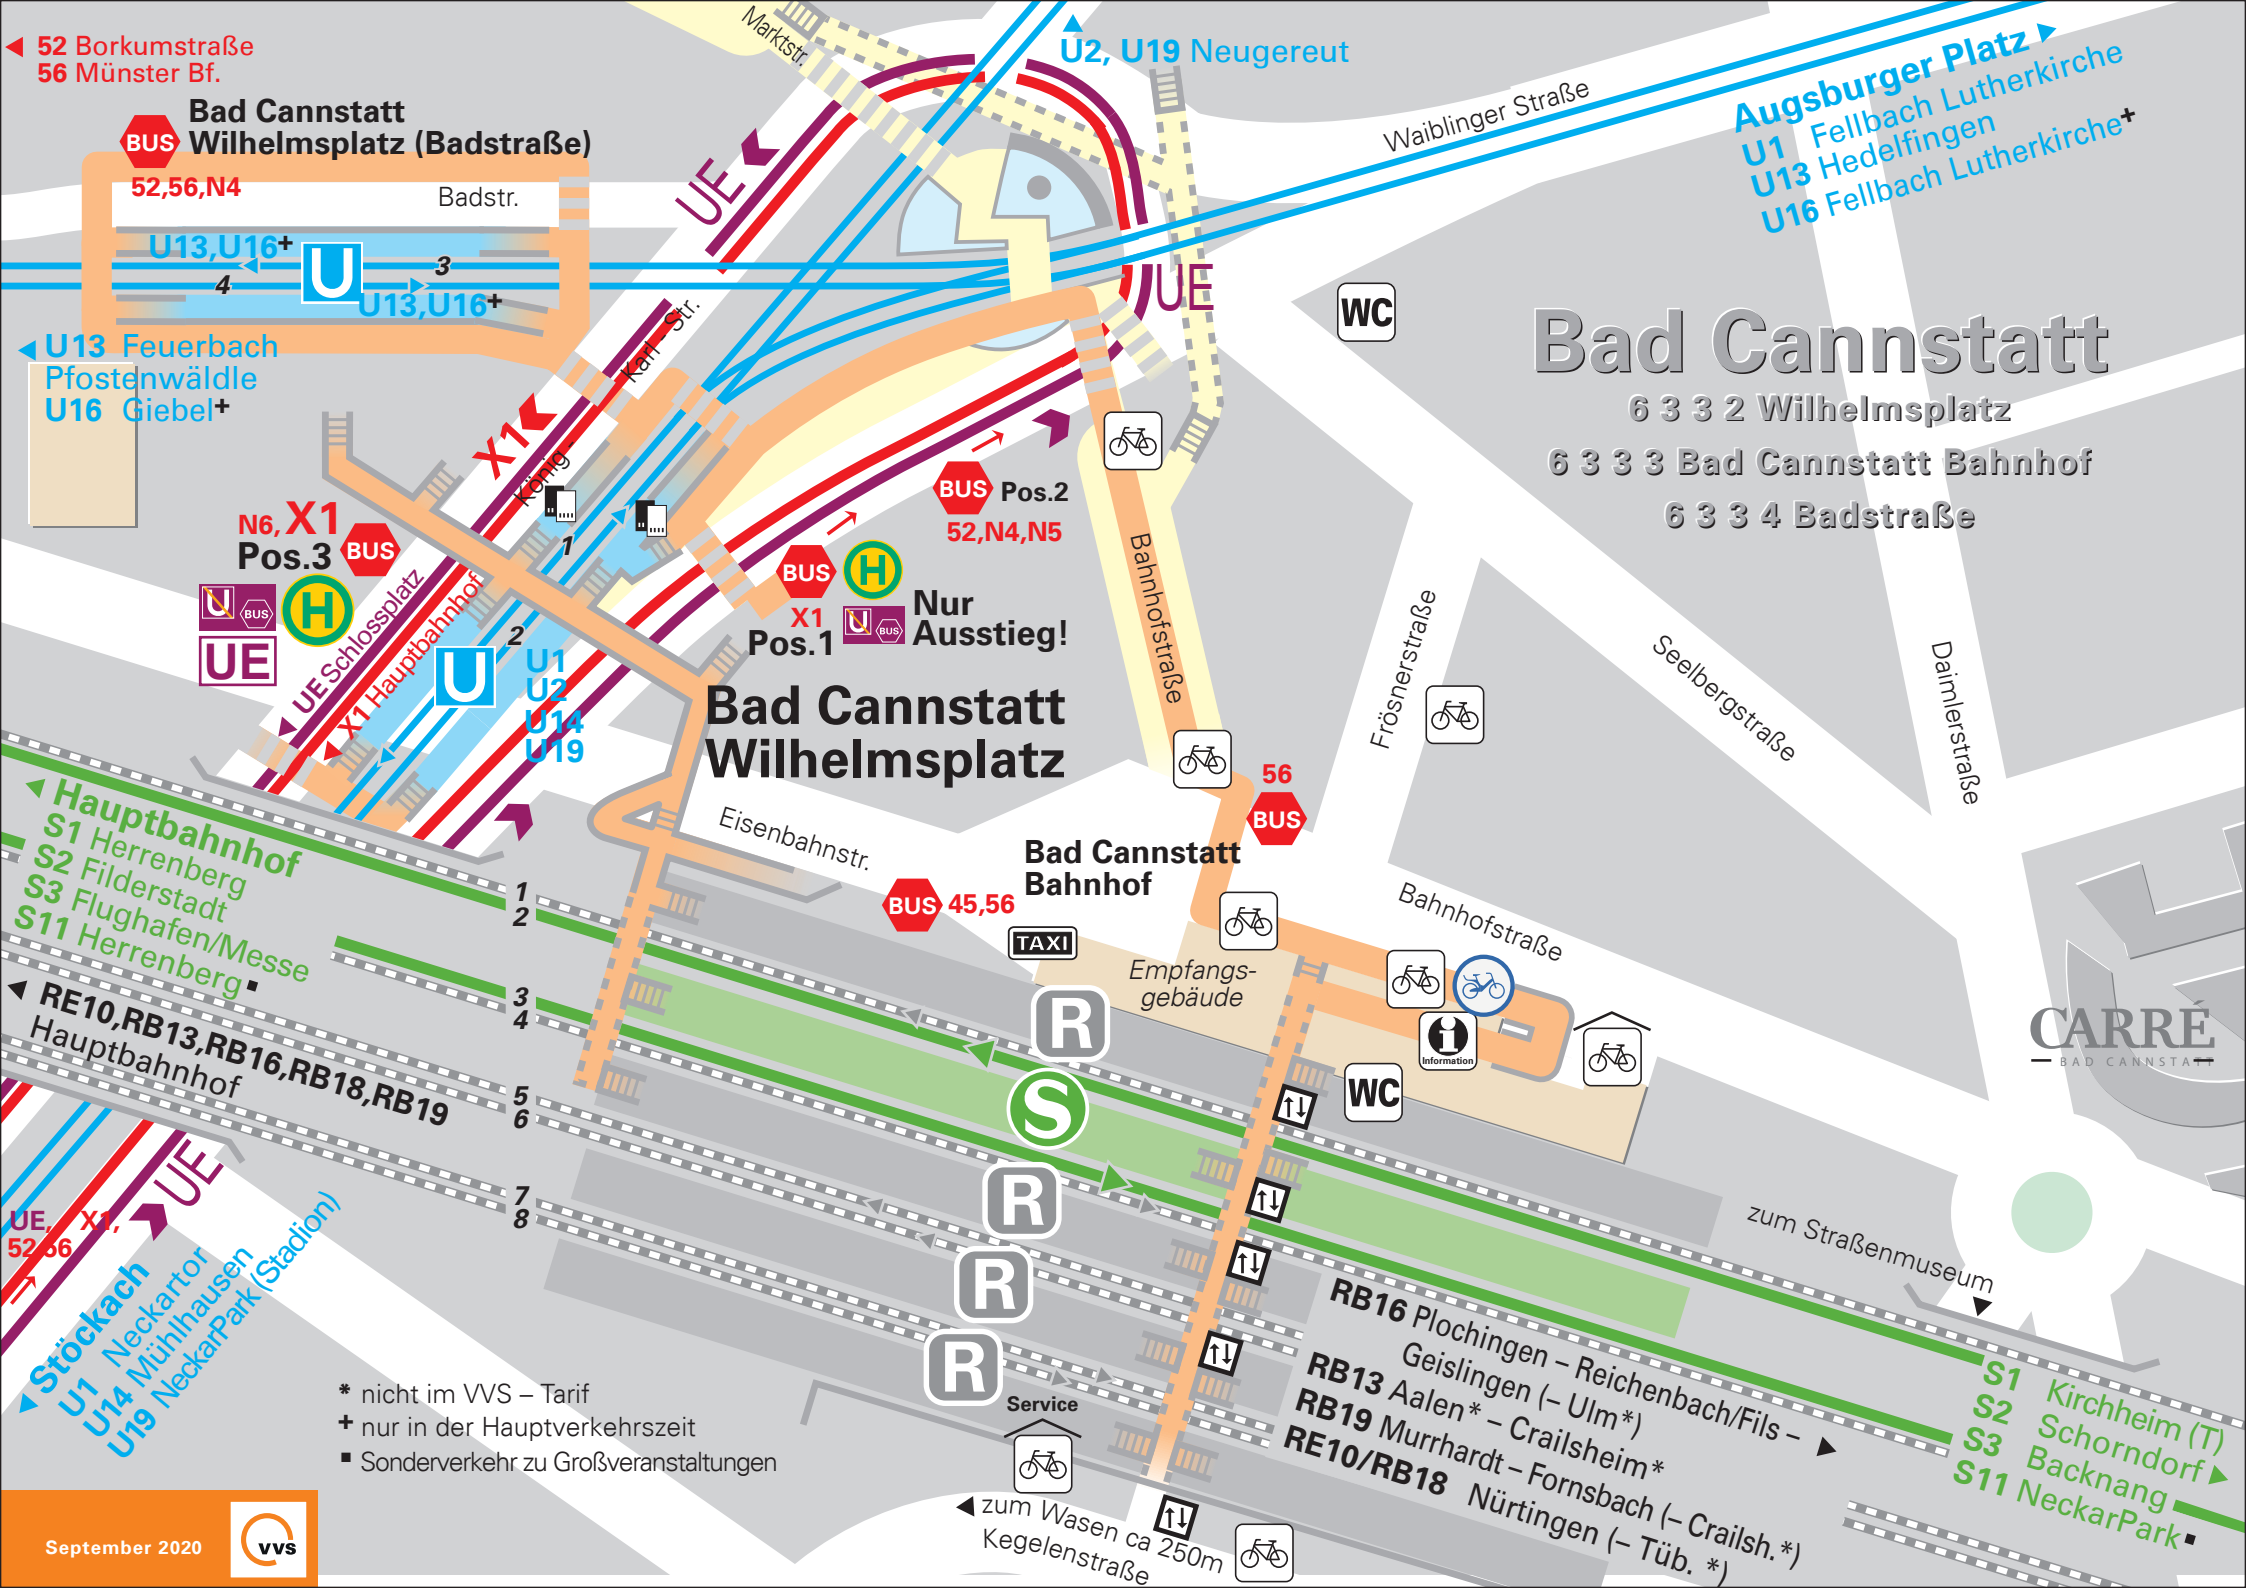 52 Borkumstraße
56 Münster Bf.
BUS
Bad Cannstatt
Wilhelmsplatz (Badstraße)
52,56,N4
Badstr.
U13,U16+
U
3
4
U13,U16+
U13 Feuerbach
Pfostenwäldle
U16 Giebel+
Marktstr.
U2, U19 Neugereut
UE
UE
Waiblinger Straße
Augsburger Platz
U1 Fellbach Lutherkirche
U13 Hedelfingen
U16 Fellbach Lutherkirche+
WC
Bad Cannstatt
6 3 3 2 Wilhelmsplatz
6 3 3 3 Bad Cannstatt Bahnhof
6 3 3 4 Badstraße
König - Karl - Str.
X1
N6, X1
Pos.3
BUS
U BUS
H
UE
UE Schlossplatz
X1 Hauptbahnhof
1
2
U
U1
U2
U14
U19
BUS
Pos.2
52,N4,N5
BUS
H
X1
Pos.1
U BUS
Nur
Ausstieg!
Bad Cannstatt
Wilhelmsplatz
Bahnhofstraße
Frösnerstraße
Seelbergstraße
Daimlerstraße
56
BUS
Eisenbahnstr.
Bad Cannstatt
Bahnhof
BUS
45,56
TAXI
Empfangs-
gebäude
Bahnhofstraße
Information
WC
CARRÉ
BAD CANNSTATT
Hauptbahnhof
S1 Herrenberg
S2 Filderstadt
S3 Flughafen/Messe
S11 Herrenberg
RE10,RB13,RB16,RB18,RB19
Hauptbahnhof
1
2
3
4
5
6
7
8
R
S
R
R
R
UE
UE, X1,
52,56
Stöckach
U1 Neckartor
U14 Mühlhausen
U19 NeckarPark (Stadion)
zum Straßenmuseum
RB16 Plochingen – Reichenbach/Fils –
Geislingen (– Ulm*)
RB13 Aalen* – Crailsheim*
RB19 Murrhardt – Fornsbach (– Crailsh.*)
RE10/RB18 Nürtingen (– Tüb. *)
S1 Kirchheim (T)
S2 Schorndorf
S3 Backnang
S11 NeckarPark
Service
zum Wasen ca 250m
Kegelenstraße
* nicht im VVS – Tarif
+ nur in der Hauptverkehrszeit
▪ Sonderverkehr zu Großveranstaltungen
September 2020
vvs